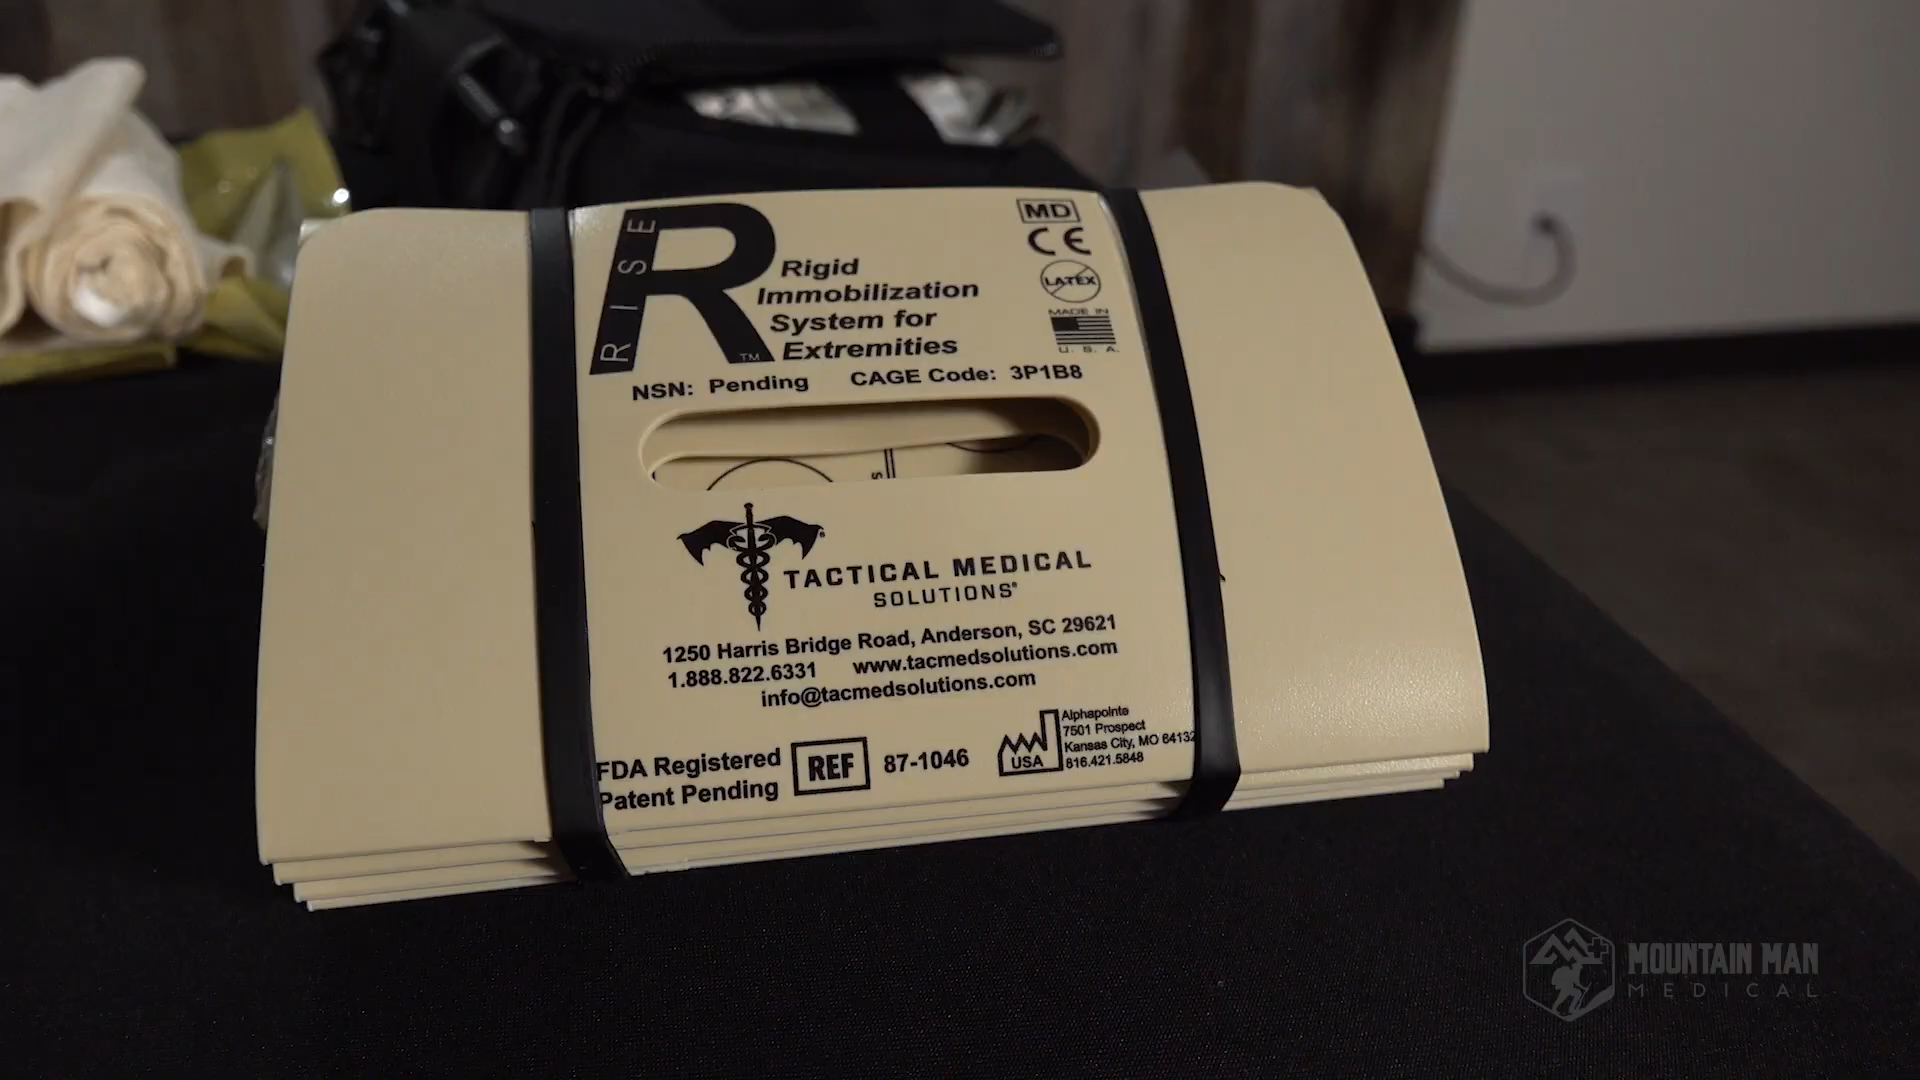 RISE
R
™
Rigid
Immobilization
System for
Extremities
MD
CE
LATEX
MADE IN
U. S. A.
NSN: Pending CAGE Code: 3P1B8
TACTICAL MEDICAL
SOLUTIONS®
1250 Harris Bridge Road, Anderson, SC 29621
1.888.822.6331 www.tacmedsolutions.com
info@tacmedsolutions.com
FDA Registered
Patent Pending
REF 87-1046
USA
Alphapointe
7501 Prospect
Kansas City, MO 64132
816.421.5848
MOUNTAIN MAN
MEDICAL